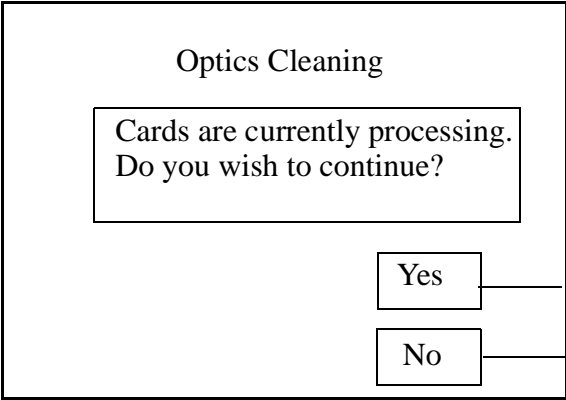 Optics Cleaning
Cards are currently processing.
Do you wish to continue?
Yes
No